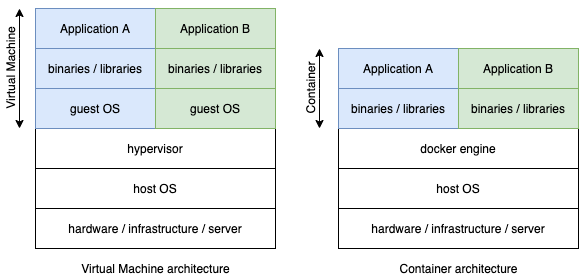 Virtual Machine
Application A
Application B
binaries / libraries
binaries / libraries
guest OS
guest OS
hypervisor
host OS
hardware / infrastructure / server
Virtual Machine architecture
Container
Application A
Application B
binaries / libraries
binaries / libraries
docker engine
host OS
hardware / infrastructure / server
Container architecture